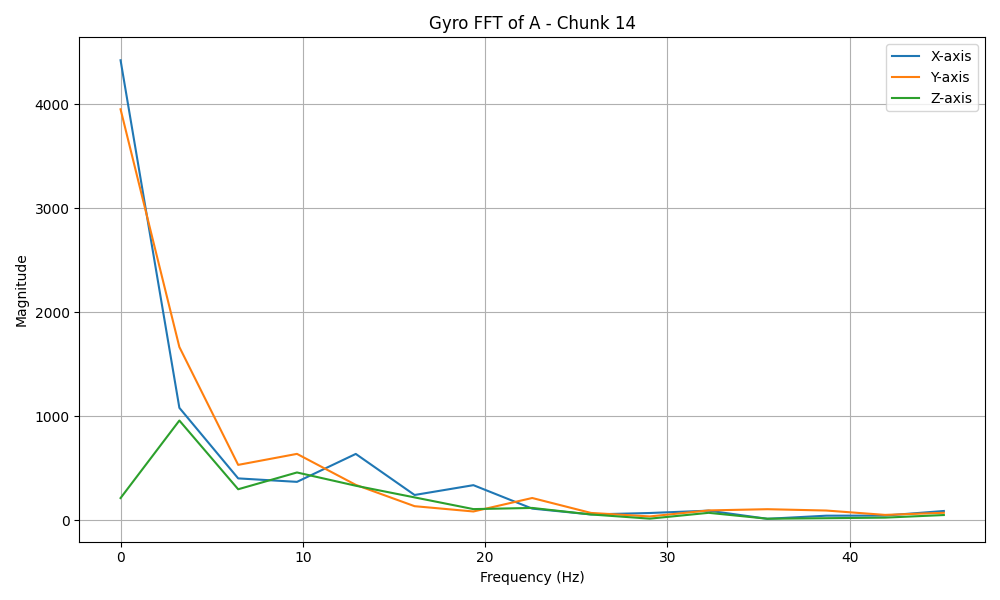 Gyro FFT of A - Chunk 14
X-axis
Y-axis
Z-axis
Magnitude
4000
3000
2000
1000
0
0 10 20 30 40
Frequency (Hz)